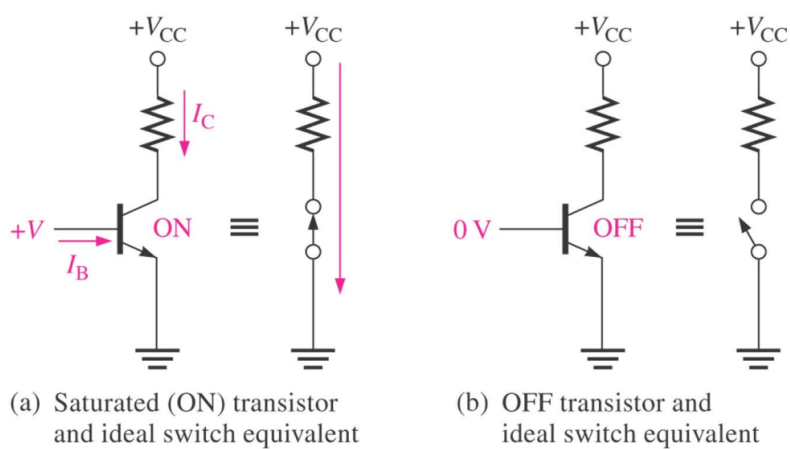 +VCC
+VCC
IC
+V
ON
IB
(a) Saturated (ON) transistor
and ideal switch equivalent
+VCC
+VCC
0 V
OFF
(b) OFF transistor and
ideal switch equivalent